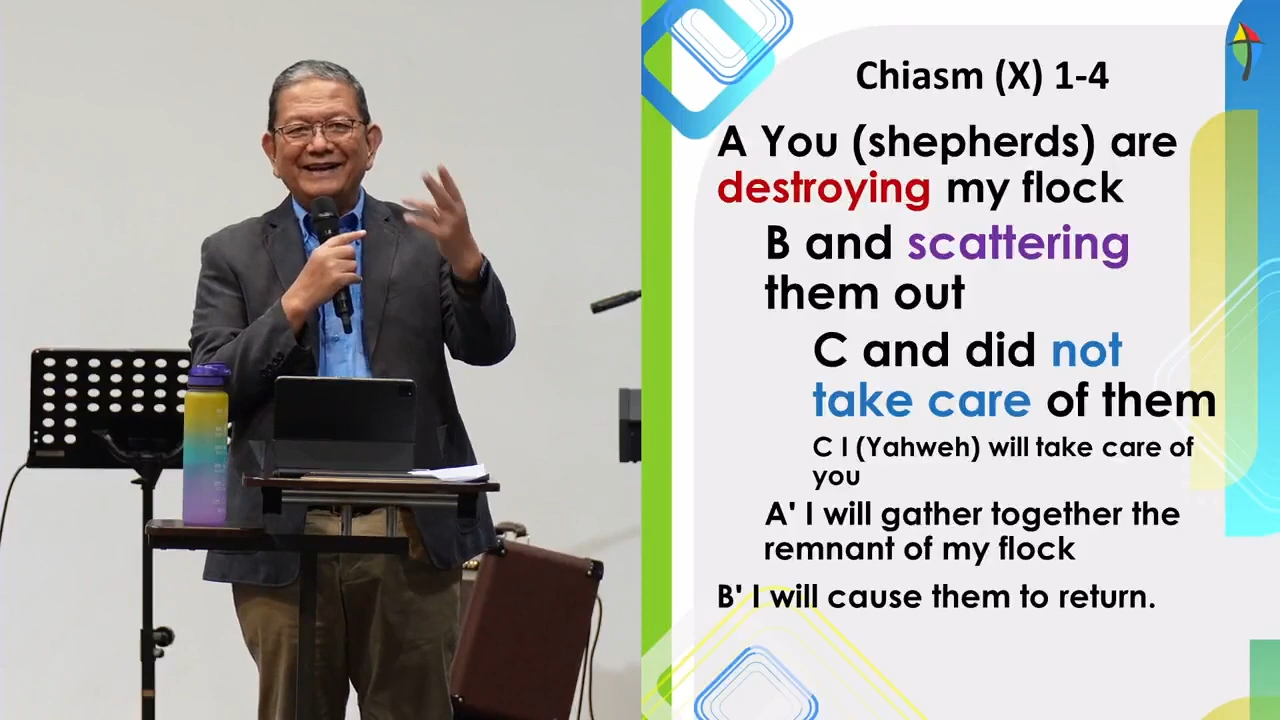 Chiasm (X) 1-4
A You (shepherds) are
destroying my flock
B and scattering
them out
C and did not
take care of them
C I (Yahweh) will take care of
you
A' I will gather together the
remnant of my flock
B' I will cause them to return.